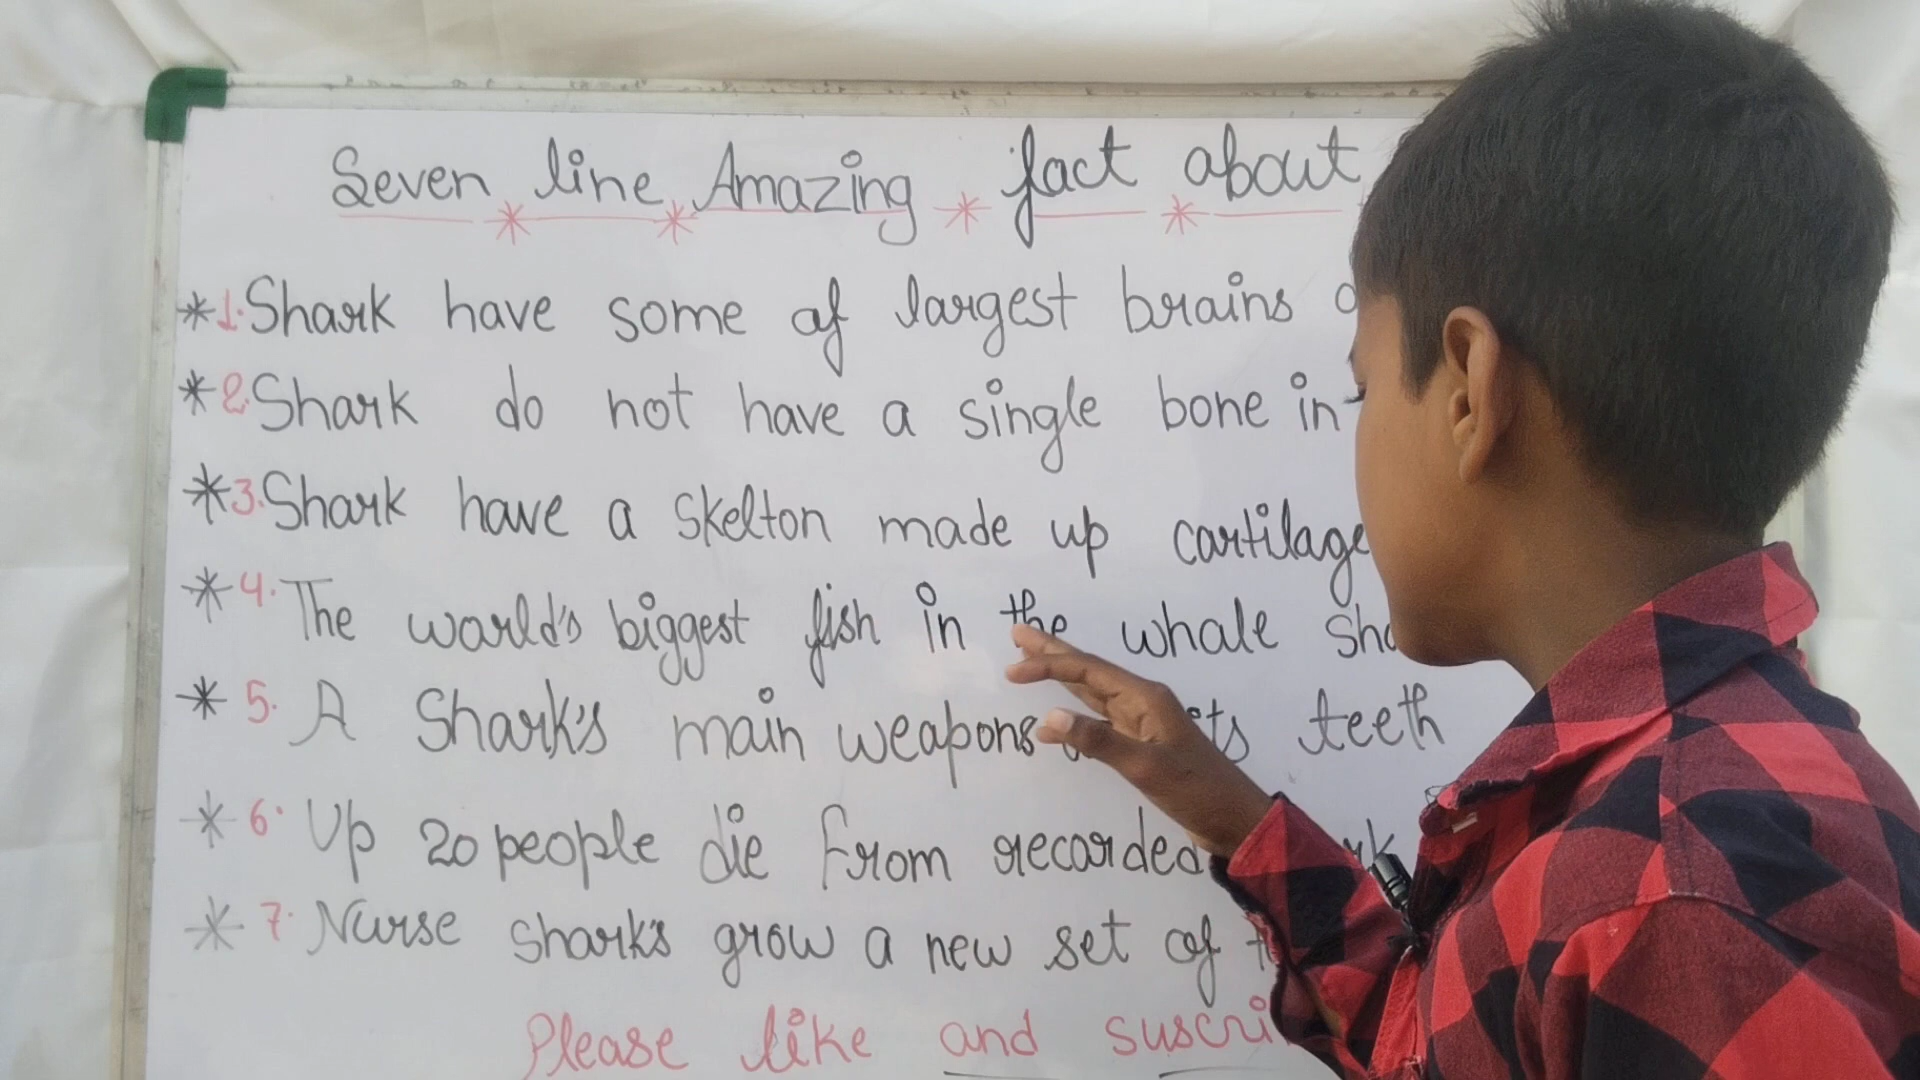 Seven line Amazing fact about
*1. Shark have some of largest brains
*2. Shark do not have a single bone in
*3. Shark have a skelton made up cartilage
*4. The world's biggest fish in the whale
*5. A Shark's main weapons teeth
*6. Up 20 people die from recorded
*7. Nurse shark's grow a new set of
Please like and